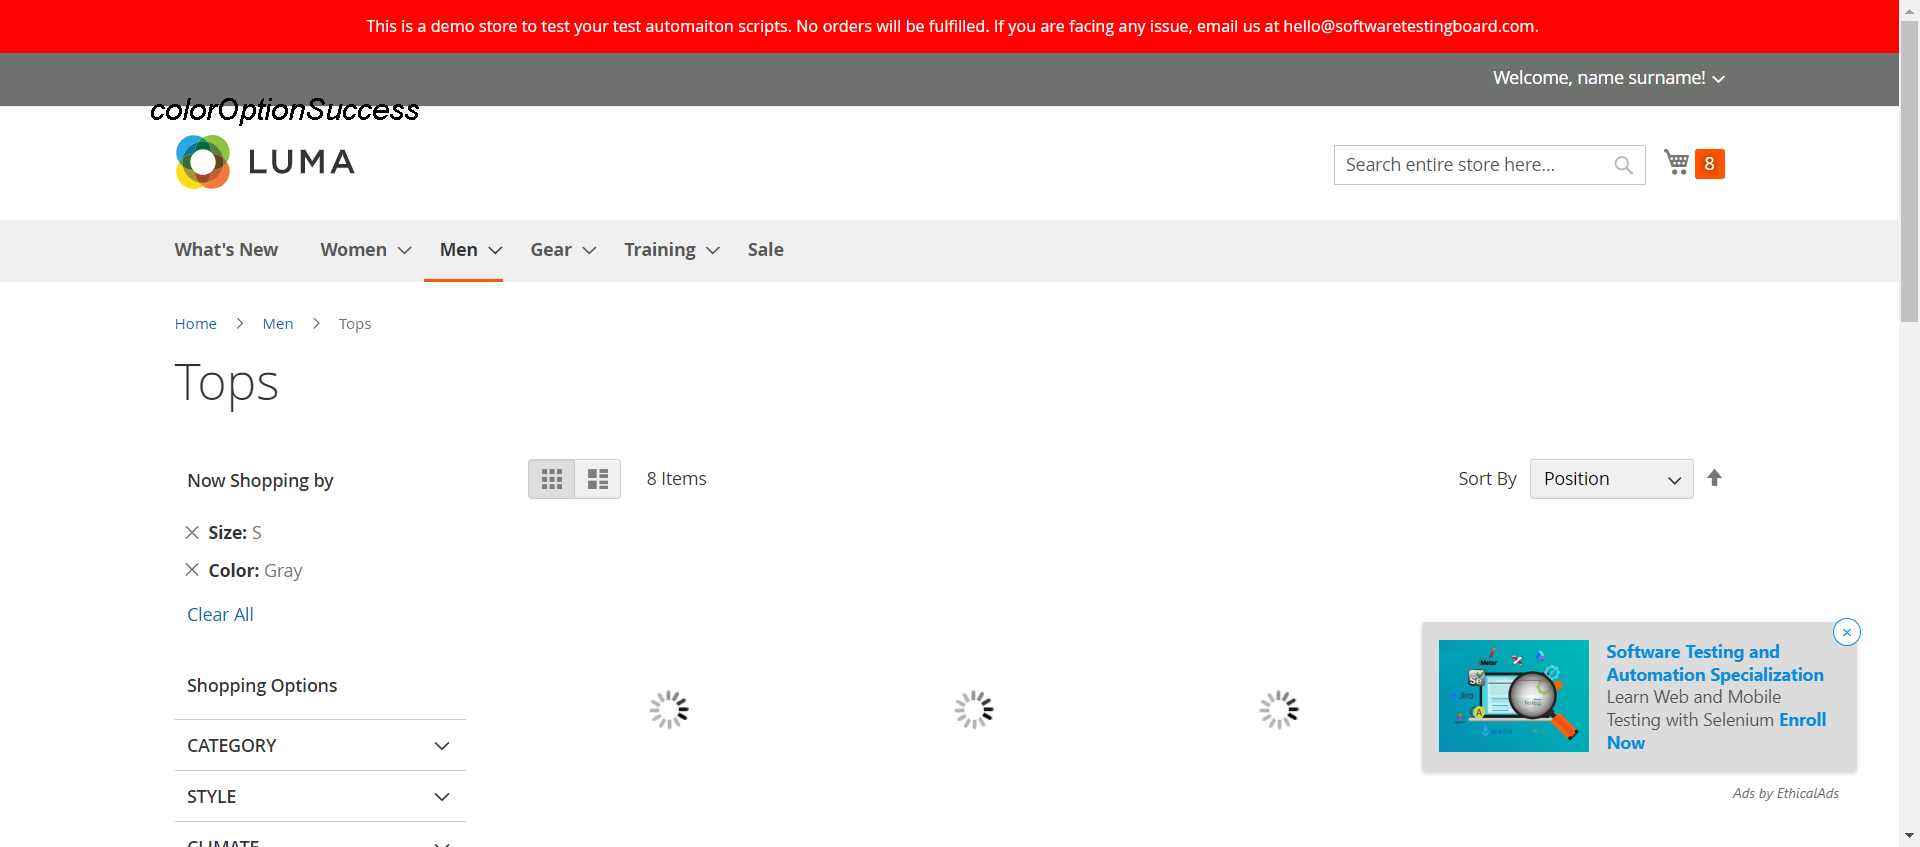 This is a demo store to test your test automaiton scripts. No orders will be fulfilled. If you are facing any issue, email us at hello@softwaretestingboard.com.
Welcome, name surname!
colorOptionSuccess
LUMA
Search entire store here...
8
What's New Women Men Gear Training Sale
Home Men Tops
Tops
Now Shopping by
8 Items
Sort By Position
Size: S
Color: Gray
Clear All
Shopping Options
CATEGORY
STYLE
CLIMATE
Software Testing and
Automation Specialization
Learn Web and Mobile
Testing with Selenium Enroll
Now
Ads by EthicalAds